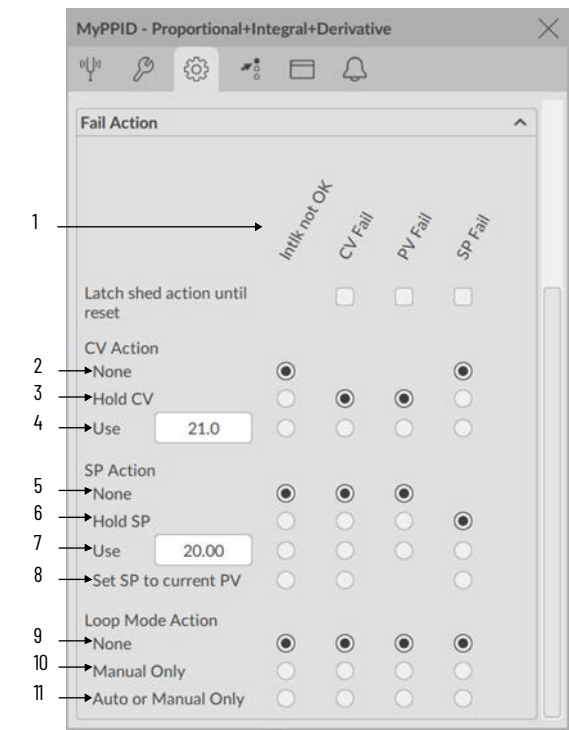 MyPPID - Proportional+Integral+Derivative
Fail Action
1
Intlk not OK
CV Fail
PV Fail
SP Fail
Latch shed action until
reset
CV Action
2 None
3 Hold CV
4 Use 21.0
SP Action
5 None
6 Hold SP
7 Use 20.00
8 Set SP to current PV
Loop Mode Action
9 None
10 Manual Only
11 Auto or Manual Only